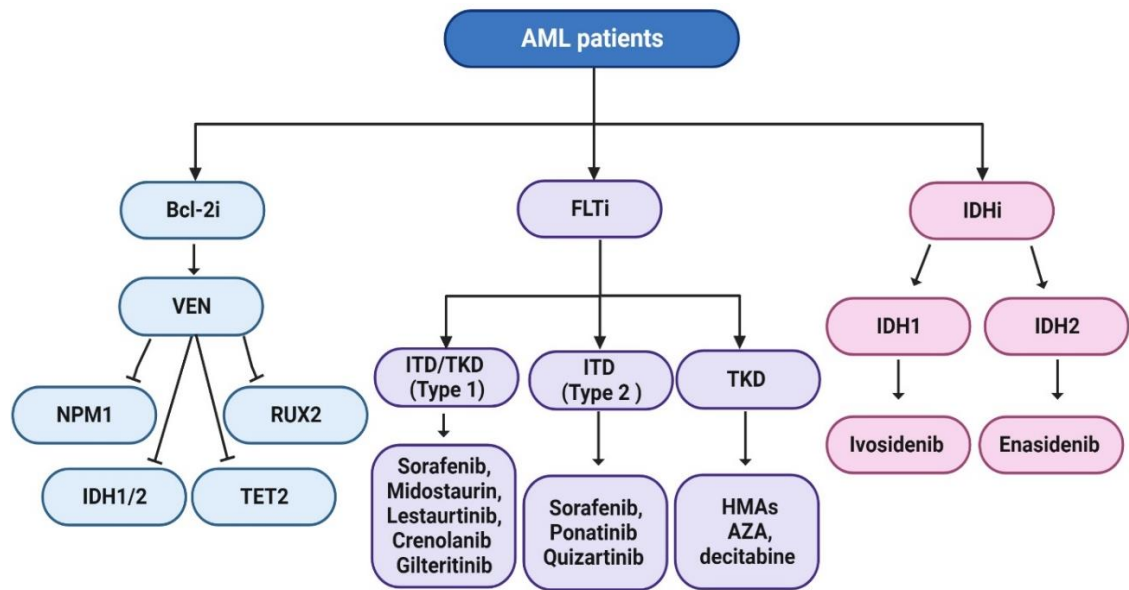 AML patients
Bcl-2i
FLTi
IDHi
VEN
IDH1
IDH2
ITD/TKD
(Type 1)
ITD
(Type 2 )
TKD
NPM1
RUX2
IDH1/2
TET2
Sorafenib,
Midostaurin,
Lestaurtinib,
Crenolanib
Gilteritinib
Sorafenib,
Ponatinib
Quizartinib
HMAs
AZA,
decitabine
Ivosidenib
Enasidenib